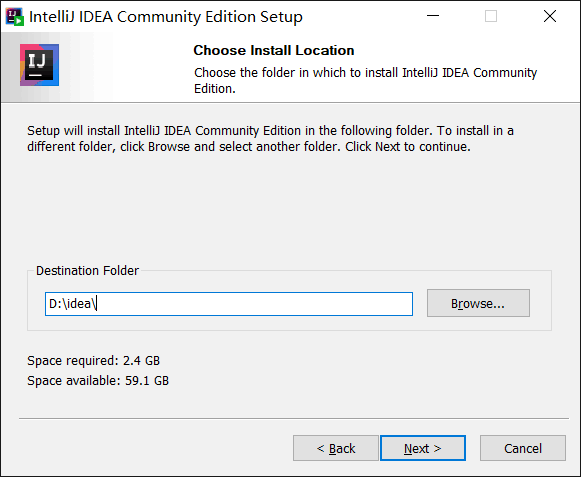 IntelliJ IDEA Community Edition Setup
IJ
Choose Install Location
Choose the folder in which to install IntelliJ IDEA Community
Edition.
Setup will install IntelliJ IDEA Community Edition in the following folder. To install in a
different folder, click Browse and select another folder. Click Next to continue.
Destination Folder
D:\idea\
Browse...
Space required: 2.4 GB
Space available: 59.1 GB
< Back
Next >
Cancel